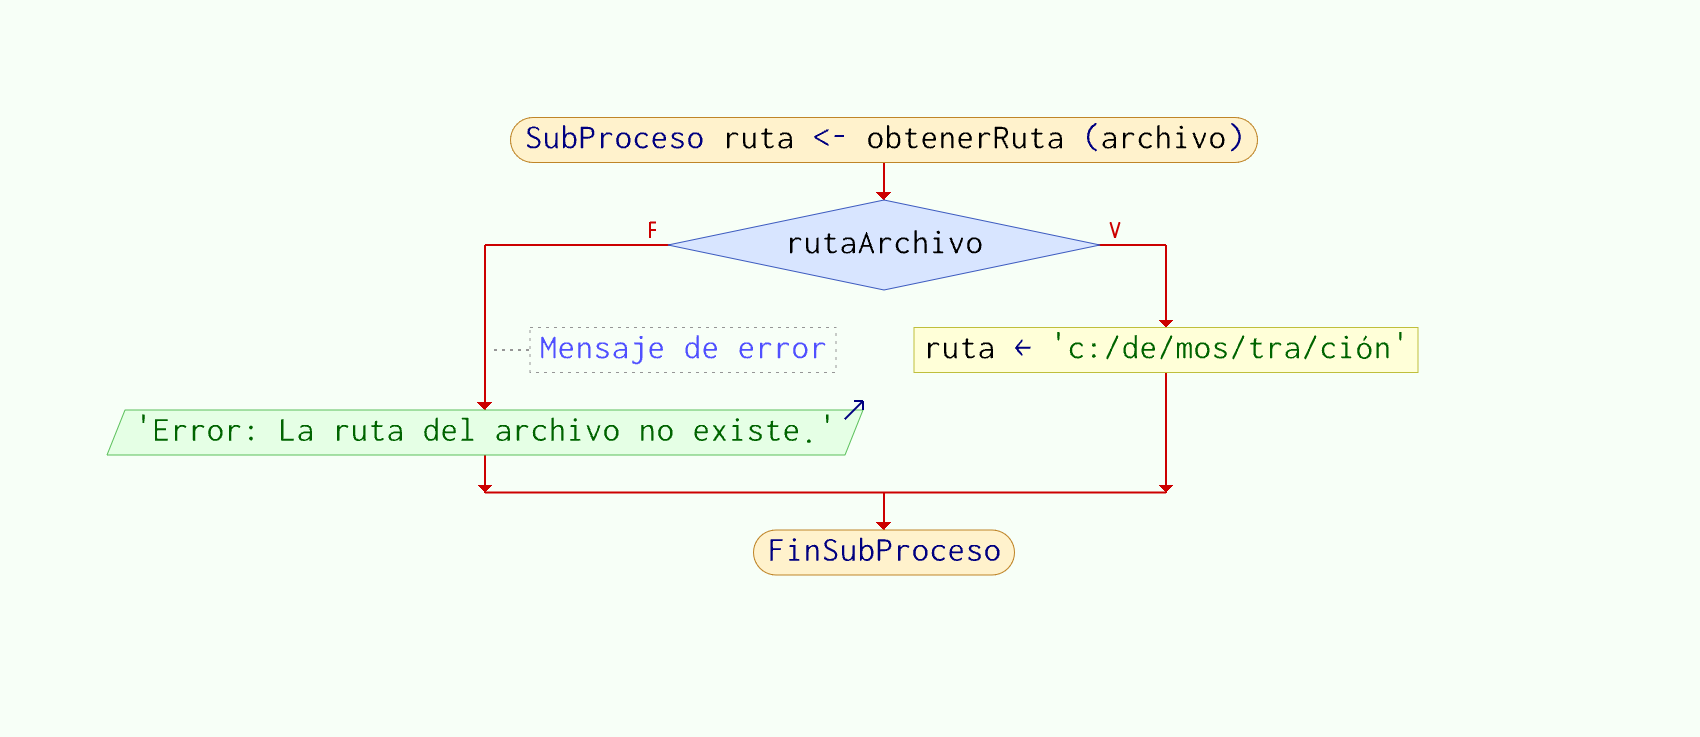 SubProceso ruta <- obtenerRuta (archivo)
F
V
rutaArchivo
Mensaje de error
ruta ← 'c:/de/mos/tra/ción'
'Error: La ruta del archivo no existe.'
FinSubProceso